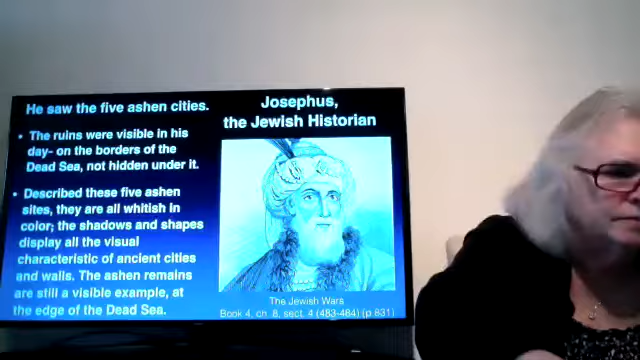 He saw the five ashen cities.
• The ruins were visible in his
day- on the borders of the
Dead Sea, not hidden under it.
• Described these five ashen
sites, they are all whitish in
color; the shadows and shapes
display all the visual
characteristic of ancient cities
and walls. The ashen remains
are still a visible example, at
the edge of the Dead Sea.
Josephus,
the Jewish Historian
The Jewish Wars
Book 4, ch. 8, sect. 4 (483-484) (p 831)